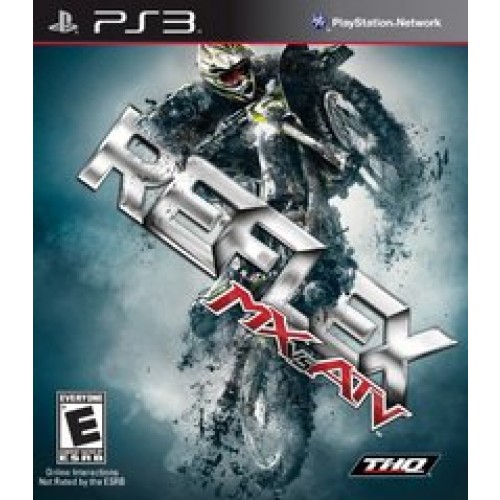 PS3
PlayStation Network
REFLEX
MX vs ATV
EVERYONE
E
ESRB
Online Interactions
Not Rated by the ESRB
THQ